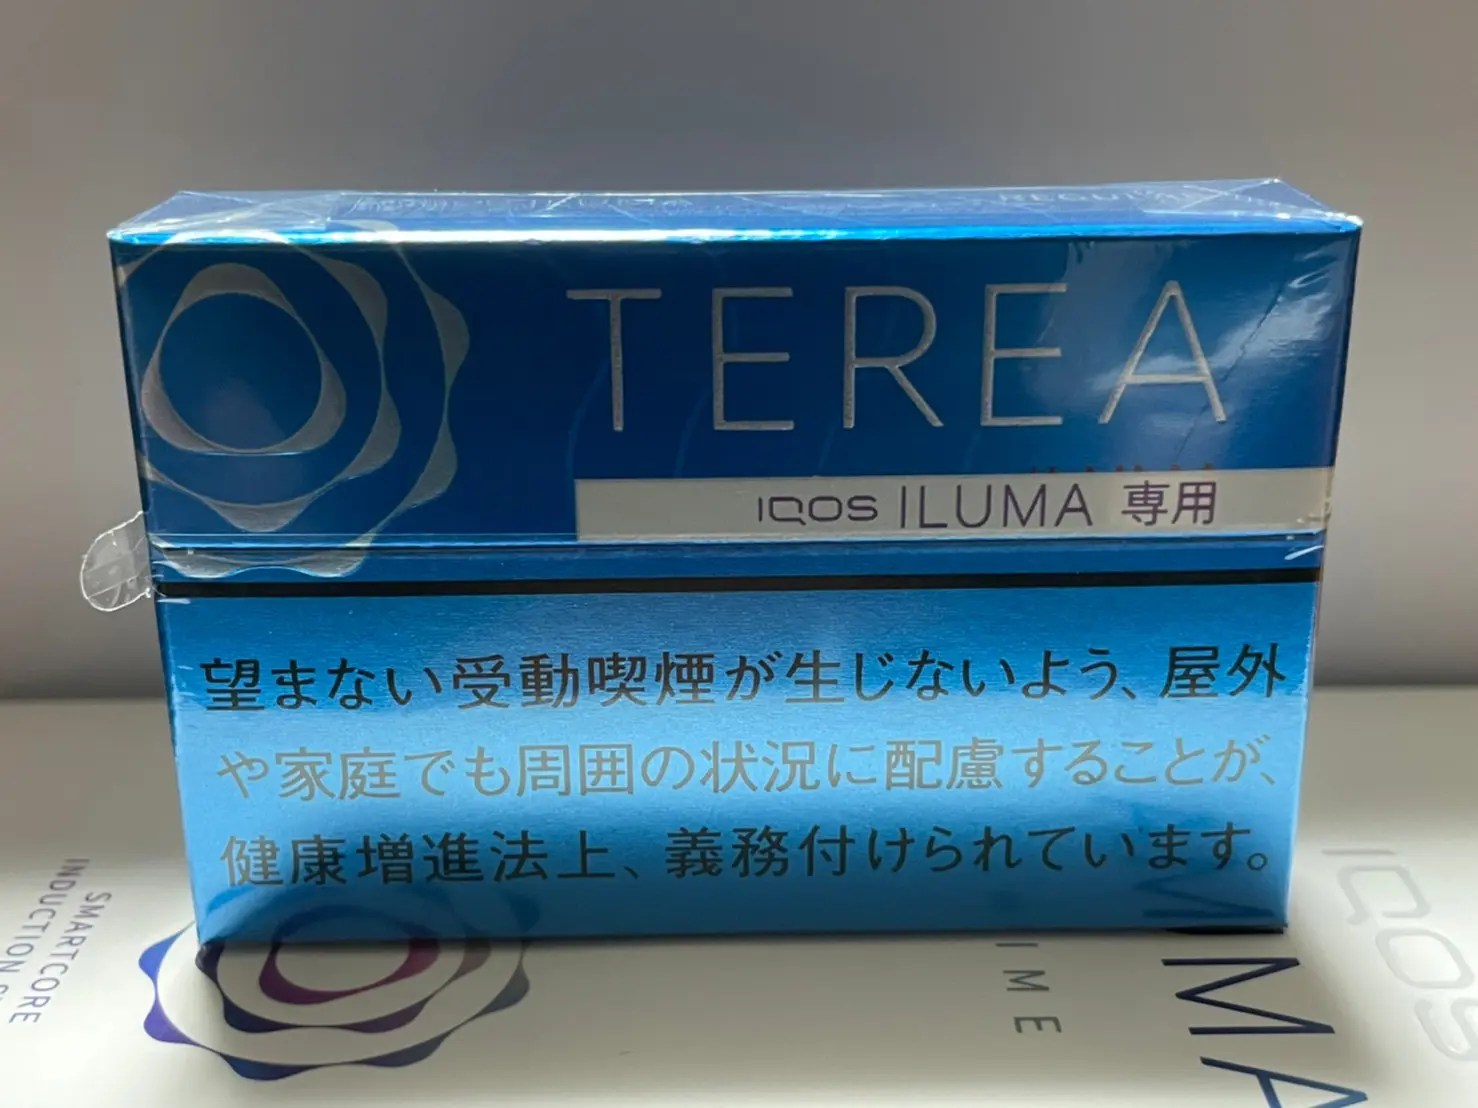 REGULAR
TEREA
IQOS ILUMA 専用
望まない受動喫煙が生じないよう、屋外
や家庭でも周囲の状況に配慮することが、
健康増進法上、義務付けられています。
SMARTCORE
INDUCTION
IQOS